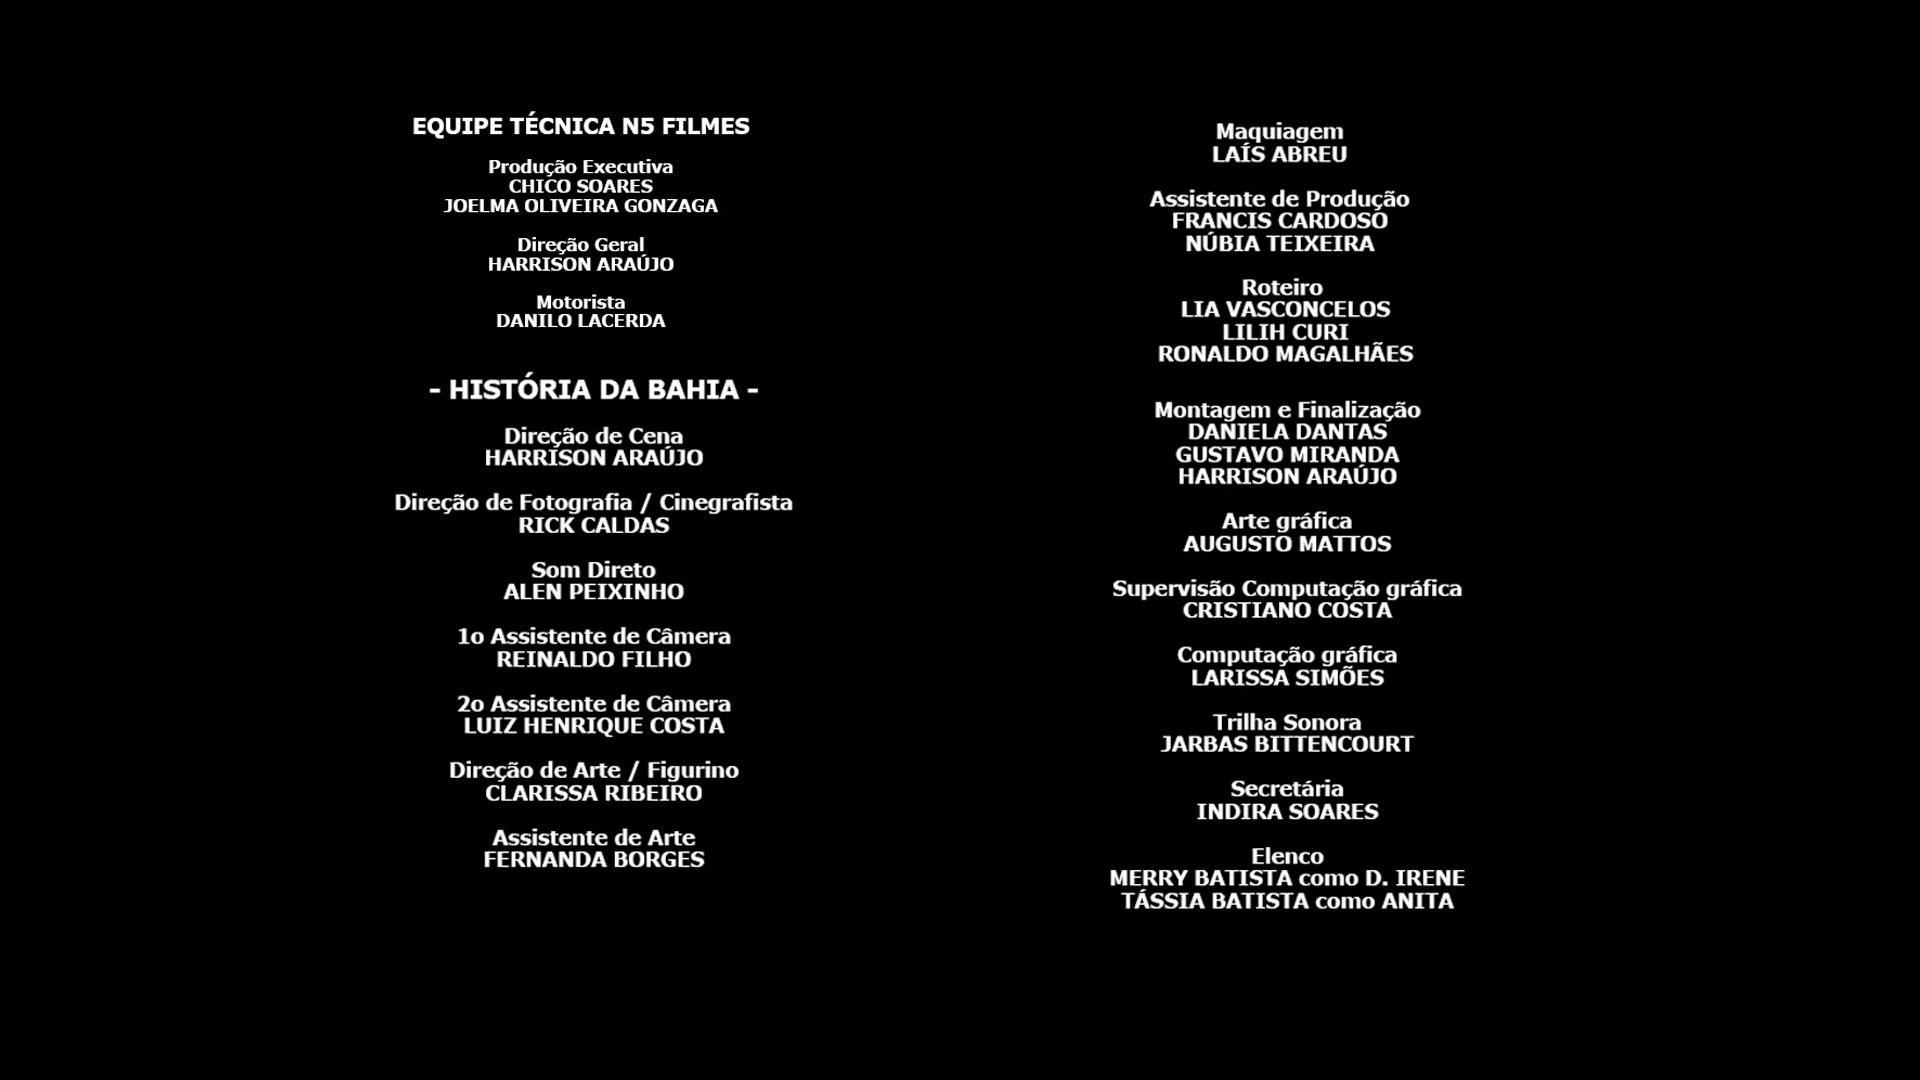 EQUIPE TÉCNICA N5 FILMES
Produção Executiva
CHICO SOARES
JOELMA OLIVEIRA GONZAGA
Direção Geral
HARRISON ARAÚJO
Motorista
DANILO LACERDA
- HISTÓRIA DA BAHIA -
Direção de Cena
HARRISON ARAÚJO
Direção de Fotografia / Cinegrafista
RICK CALDAS
Som Direto
ALEN PEIXINHO
1o Assistente de Câmera
REINALDO FILHO
2o Assistente de Câmera
LUIZ HENRIQUE COSTA
Direção de Arte / Figurino
CLARISSA RIBEIRO
Assistente de Arte
FERNANDA BORGES
Maquiagem
LAÍS ABREU
Assistente de Produção
FRANCIS CARDOSO
NÚBIA TEIXEIRA
Roteiro
LIA VASCONCELOS
LILIH CURI
RONALDO MAGALHÃES
Montagem e Finalização
DANIELA DANTAS
GUSTAVO MIRANDA
HARRISON ARAÚJO
Arte gráfica
AUGUSTO MATTOS
Supervisão Computação gráfica
CRISTIANO COSTA
Computação gráfica
LARISSA SIMÕES
Trilha Sonora
JARBAS BITTENCOURT
Secretária
INDIRA SOARES
Elenco
MERRY BATISTA como D. IRENE
TÁSSIA BATISTA como ANITA